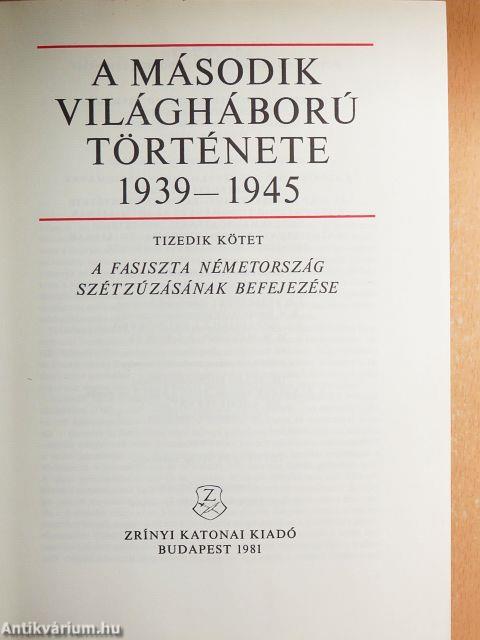 A MÁSODIK
VILÁGHÁBORÚ
TÖRTÉNETE
1939–1945
TIZEDIK KÖTET
A FASISZTA NÉMETORSZÁG
SZÉTZÚZÁSÁNAK BEFEJEZÉSE
Z
ZRÍNYI KATONAI KIADÓ
BUDAPEST 1981
Antikvárium.hu